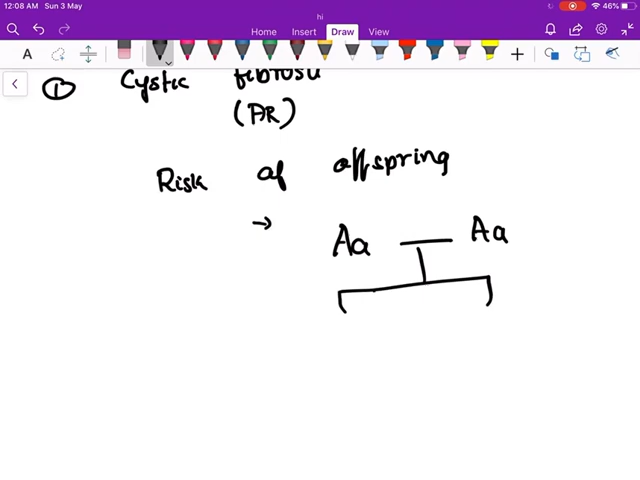 12:08 AM Sun 3 May
46%
hi
Home Insert Draw View
A
① Cystic fibrosis
(AR)
Risk of offspring
→ Aa Aa